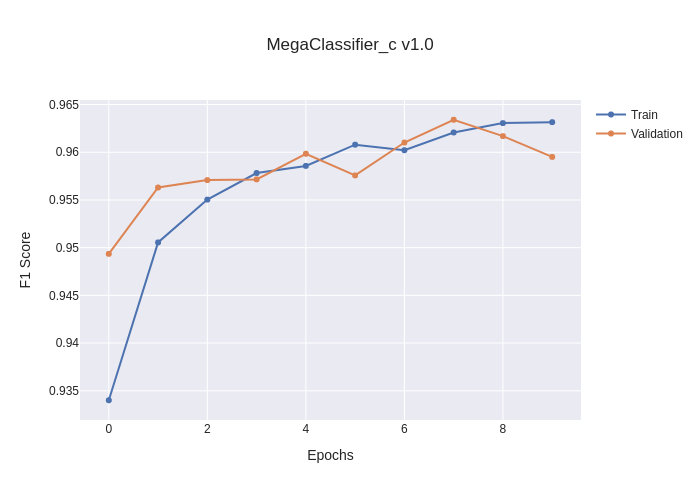 MegaClassifier_c v1.0
0.965
0.96
0.955
0.95
0.945
0.94
0.935
F1 Score
0 2 4 6 8
Epochs
Train
Validation